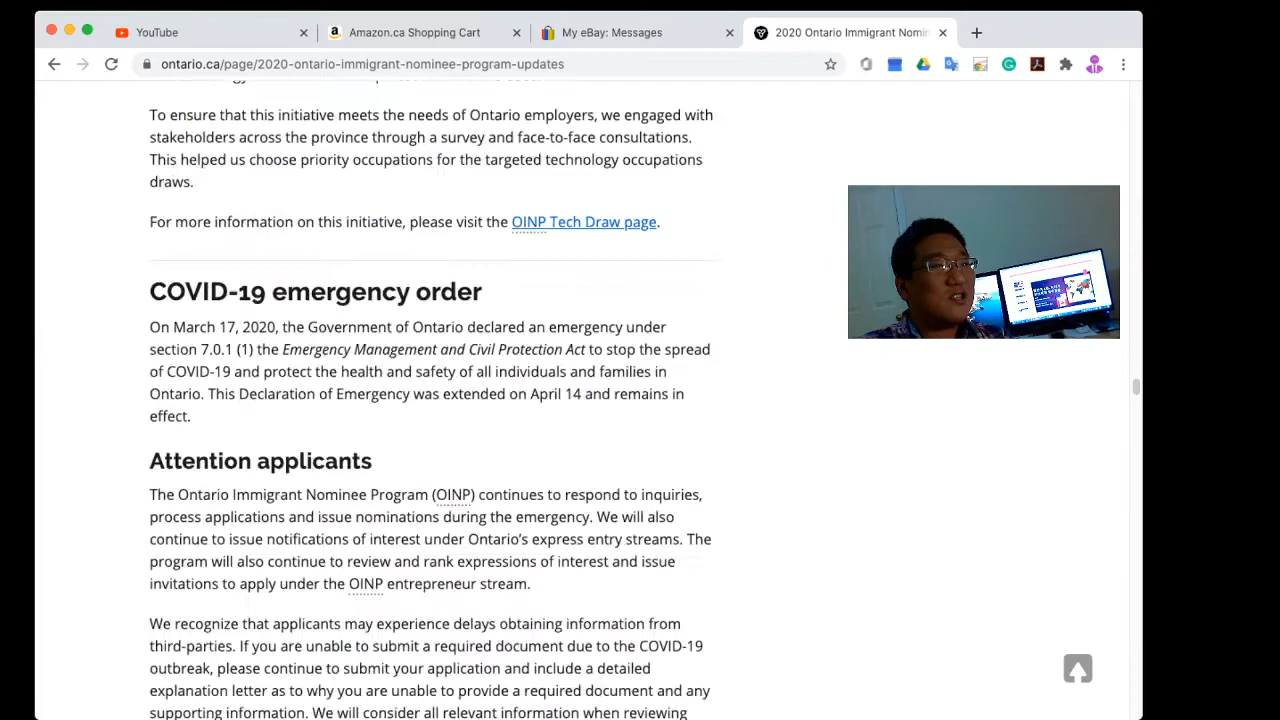 YouTube
Amazon.ca Shopping Cart
My eBay: Messages
2020 Ontario Immigrant Nomin
ontario.ca/page/2020-ontario-immigrant-nominee-program-updates
To ensure that this initiative meets the needs of Ontario employers, we engaged with
stakeholders across the province through a survey and face-to-face consultations.
This helped us choose priority occupations for the targeted technology occupations
draws.
For more information on this initiative, please visit the OINP Tech Draw page.
COVID-19 emergency order
On March 17, 2020, the Government of Ontario declared an emergency under
section 7.0.1 (1) the Emergency Management and Civil Protection Act to stop the spread
of COVID-19 and protect the health and safety of all individuals and families in
Ontario. This Declaration of Emergency was extended on April 14 and remains in
effect.
Attention applicants
The Ontario Immigrant Nominee Program (OINP) continues to respond to inquiries,
process applications and issue nominations during the emergency. We will also
continue to issue notifications of interest under Ontario's express entry streams. The
program will also continue to review and rank expressions of interest and issue
invitations to apply under the OINP entrepreneur stream.
We recognize that applicants may experience delays obtaining information from
third-parties. If you are unable to submit a required document due to the COVID-19
outbreak, please continue to submit your application and include a detailed
explanation letter as to why you are unable to provide a required document and any
supporting information. We will consider all relevant information when reviewing